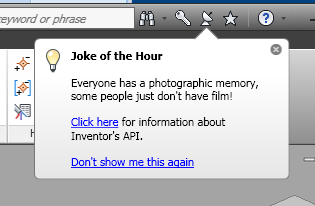 keyword or phrase
Joke of the Hour
Everyone has a photographic memory,
some people just don't have film!
Click here for information about
Inventor's API.
Don't show me this again